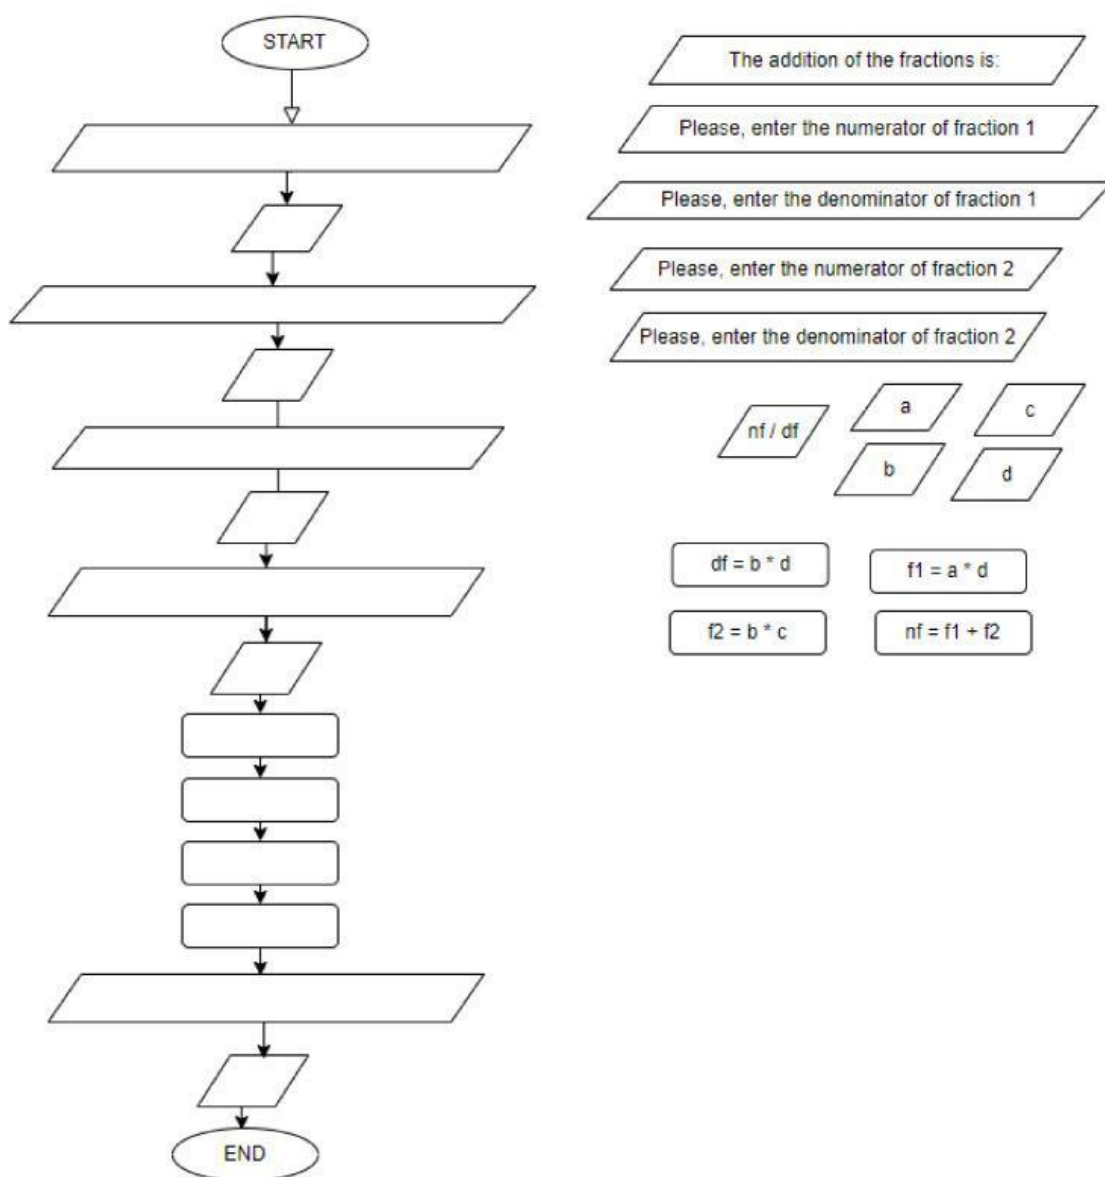 START
The addition of the fractions is:
Please, enter the numerator of fraction 1
Please, enter the denominator of fraction 1
Please, enter the numerator of fraction 2
Please, enter the denominator of fraction 2
a
c
nf / df
b
d
df = b * d
f1 = a * d
f2 = b * c
nf = f1 + f2
END